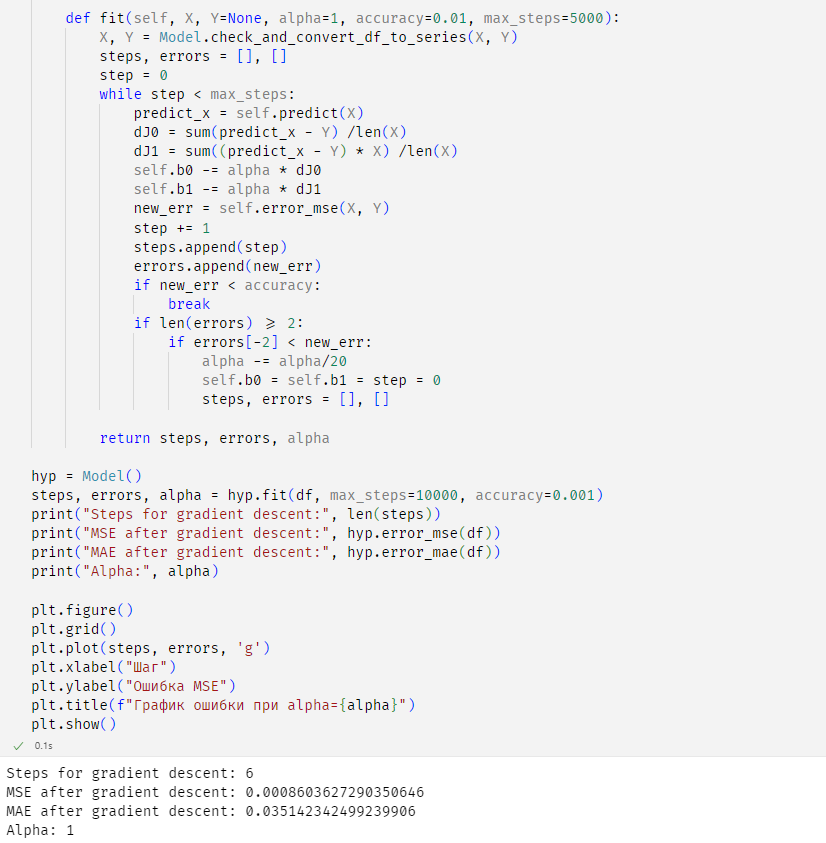 def fit(self, X, Y=None, alpha=1, accuracy=0.01, max_steps=5000):
X, Y = Model.check_and_convert_df_to_series(X, Y)
steps, errors = [], []
step = 0
while step < max_steps:
predict_x = self.predict(X)
dJ0 = sum(predict_x - Y) /len(X)
dJ1 = sum((predict_x - Y) * X) /len(X)
self.b0 -= alpha * dJ0
self.b1 -= alpha * dJ1
new_err = self.error_mse(X, Y)
step += 1
steps.append(step)
errors.append(new_err)
if new_err < accuracy:
break
if len(errors) ⩾ 2:
if errors[-2] < new_err:
alpha -= alpha/20
self.b0 = self.b1 = step = 0
steps, errors = [], []
return steps, errors, alpha
hyp = Model()
steps, errors, alpha = hyp.fit(df, max_steps=10000, accuracy=0.001)
print("Steps for gradient descent:", len(steps))
print("MSE after gradient descent:", hyp.error_mse(df))
print("MAE after gradient descent:", hyp.error_mae(df))
print("Alpha:", alpha)
plt.figure()
plt.grid()
plt.plot(steps, errors, 'g')
plt.xlabel("Шаг")
plt.ylabel("Ошибка MSE")
plt.title(f"График ошибки при alpha={alpha}")
plt.show()
✓ 0.1s
Steps for gradient descent: 6
MSE after gradient descent: 0.0008603627290350646
MAE after gradient descent: 0.035142342499239906
Alpha: 1